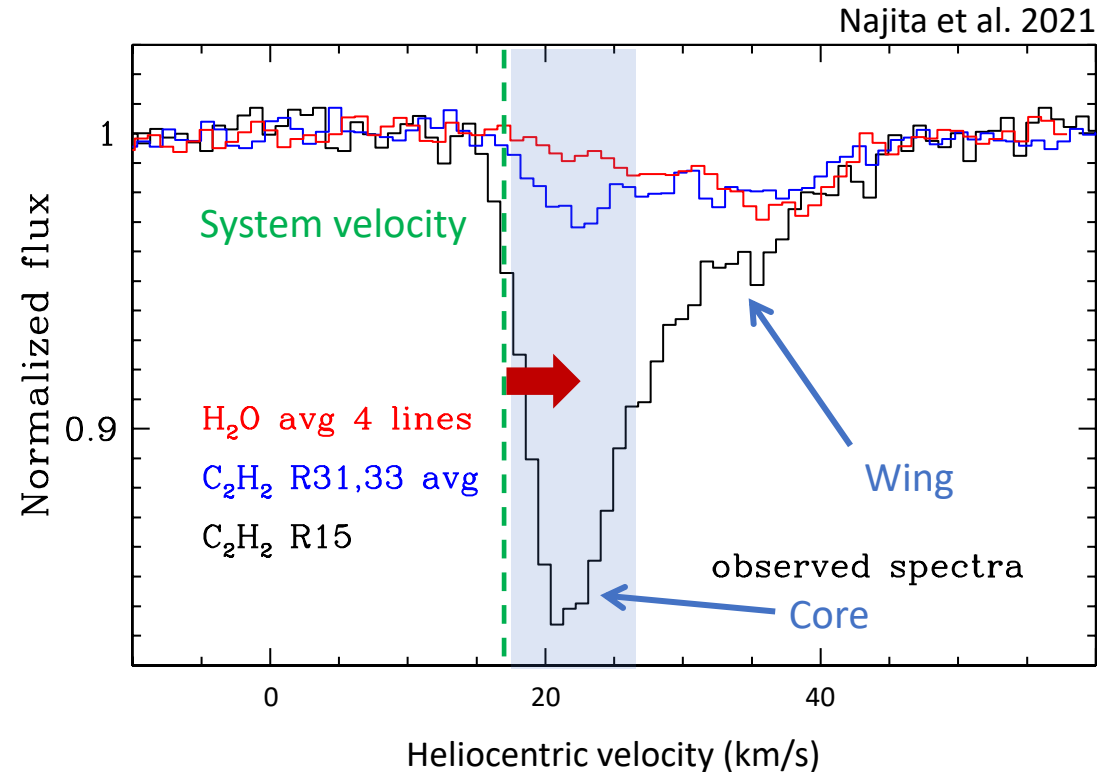 Najita et al. 2021
1
System velocity
Normalized flux
0.9
H₂O avg 4 lines
C₂H₂ R31,33 avg
C₂H₂ R15
Wing
observed spectra
Core
0 20 40
Heliocentric velocity (km/s)